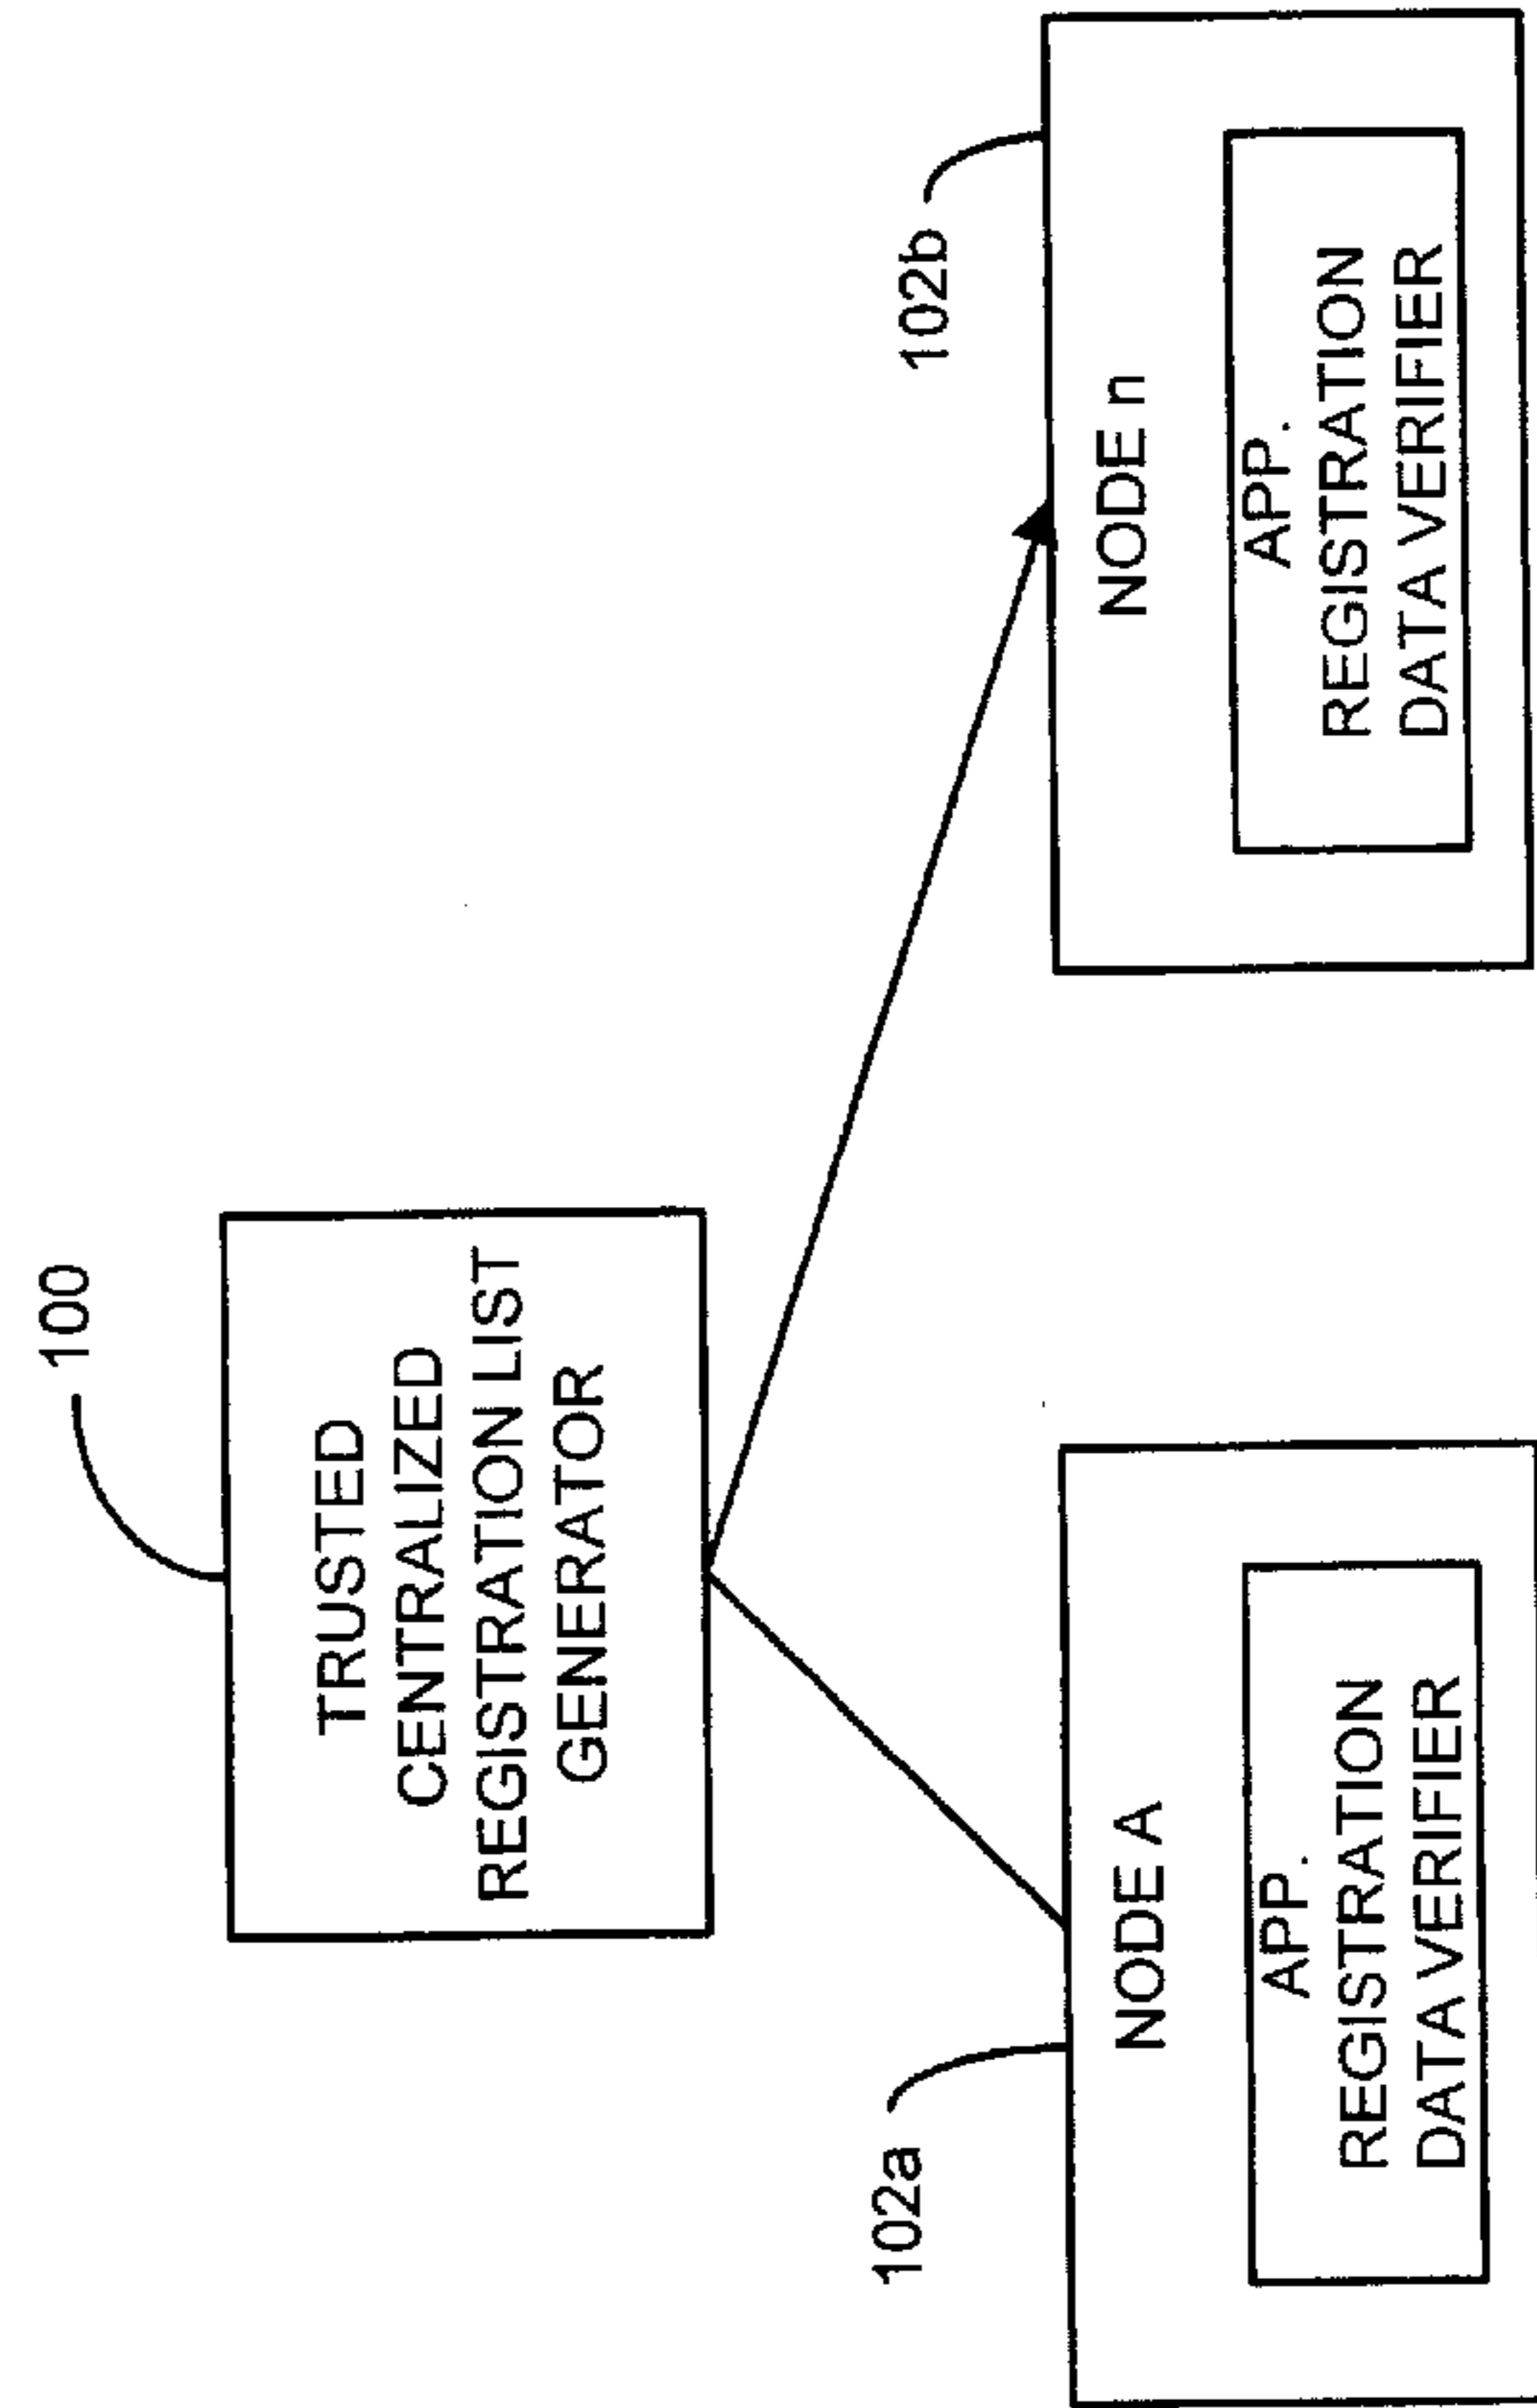 100
TRUSTED
CENTRALIZED
REGISTRATION LIST
GENERATOR
102a
NODE A
APP.
REGISTRATION
DATA VERIFIER
102b
NODE n
APP.
REGISTRATION
DATA VERIFIER